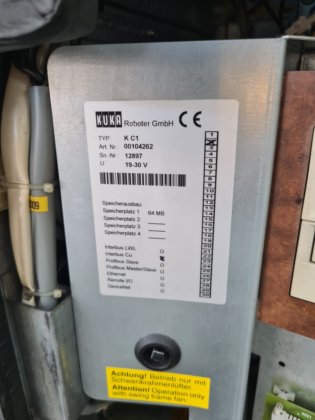 KUKA Roboter GmbH CE
TYP: K C1
Art. Nr 00104262
Sn.-Nr 12897
U 19-30 V
Speicherausbau:
Speicherplatz 1 64 MB
Speicherplatz 2
Speicherplatz 3
Speicherplatz 4
Interbus LWL
Interbus Cu
Profibus Slave
Profibus Master/Slave
Ethernet
Remote I/O
DeviceNet
Achtung! Betrieb nur mit
Schwenkrahmenlüfter.
Attention! Operation only
with swing frame fan.